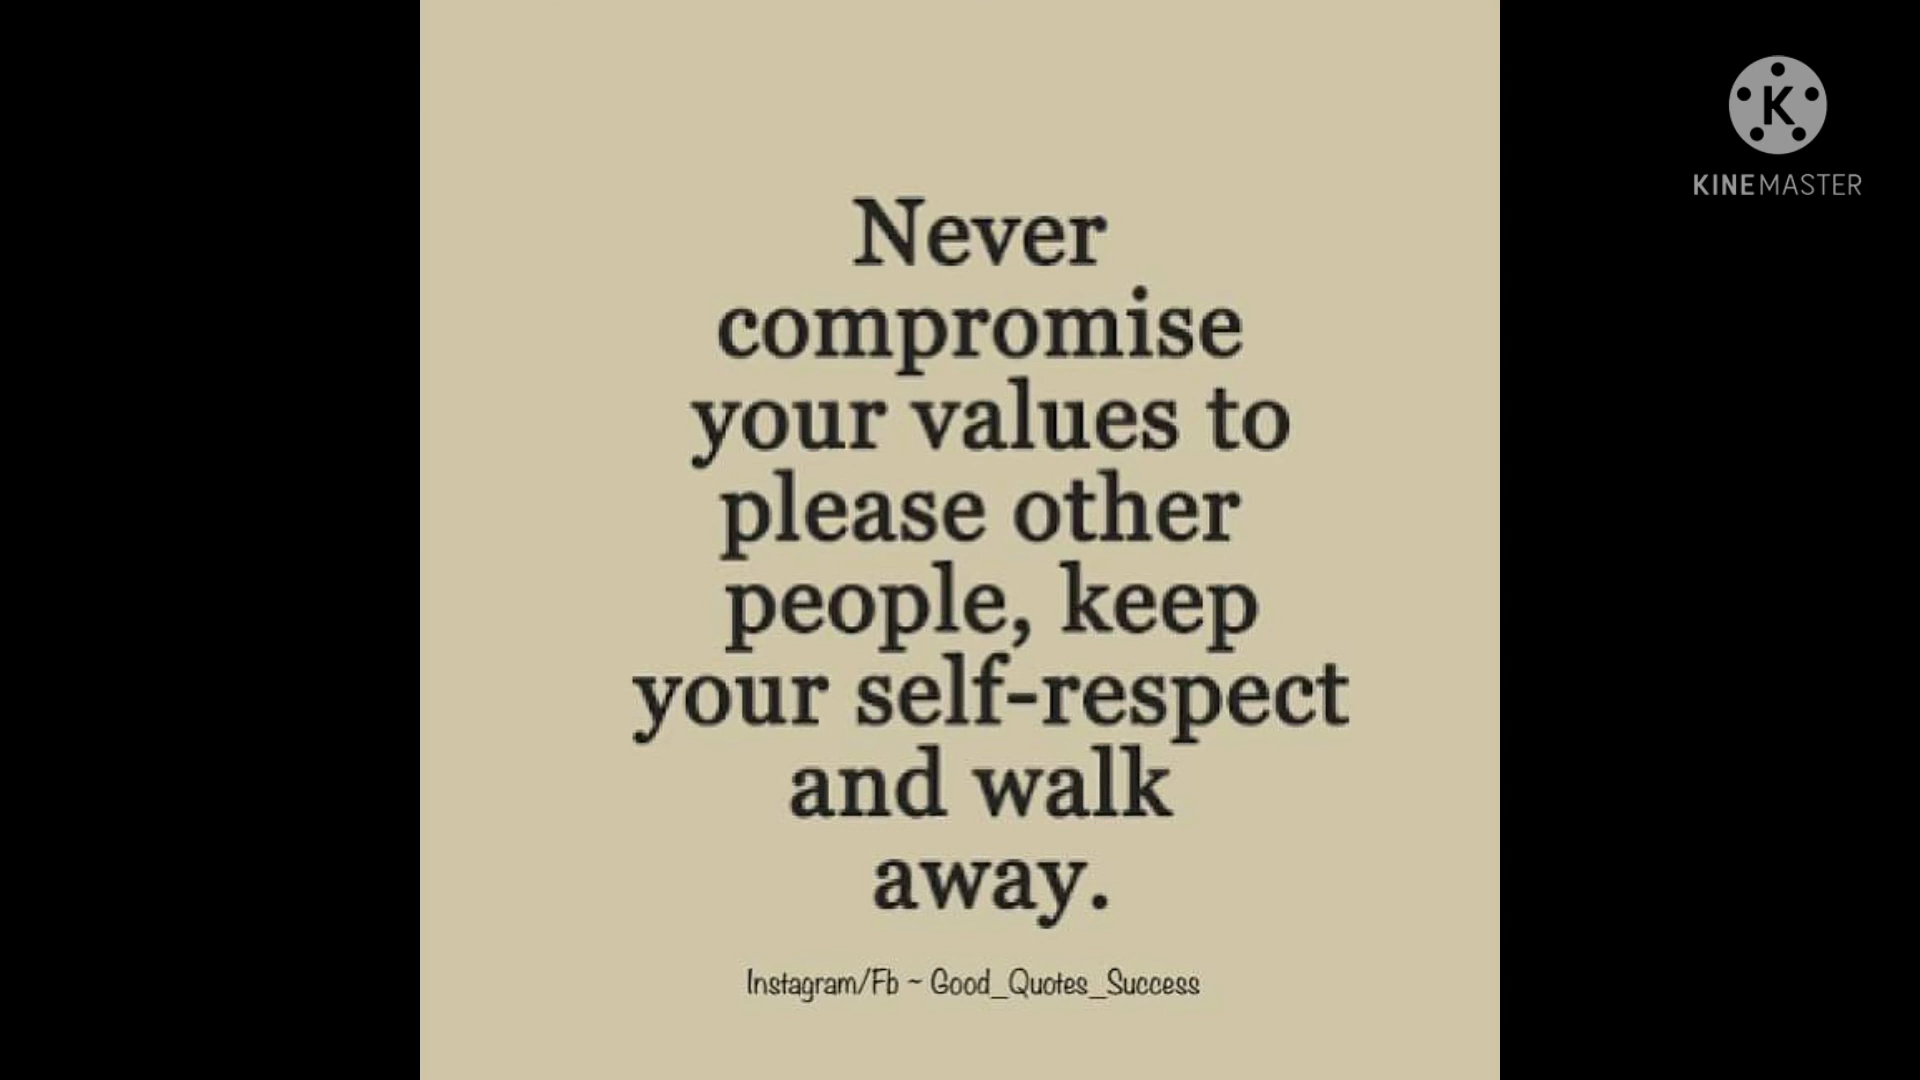 Never
compromise
your values to
please other
people, keep
your self-respect
and walk
away.
Instagram/Fb ~ Good_Quotes_Success
K
KINEMASTER